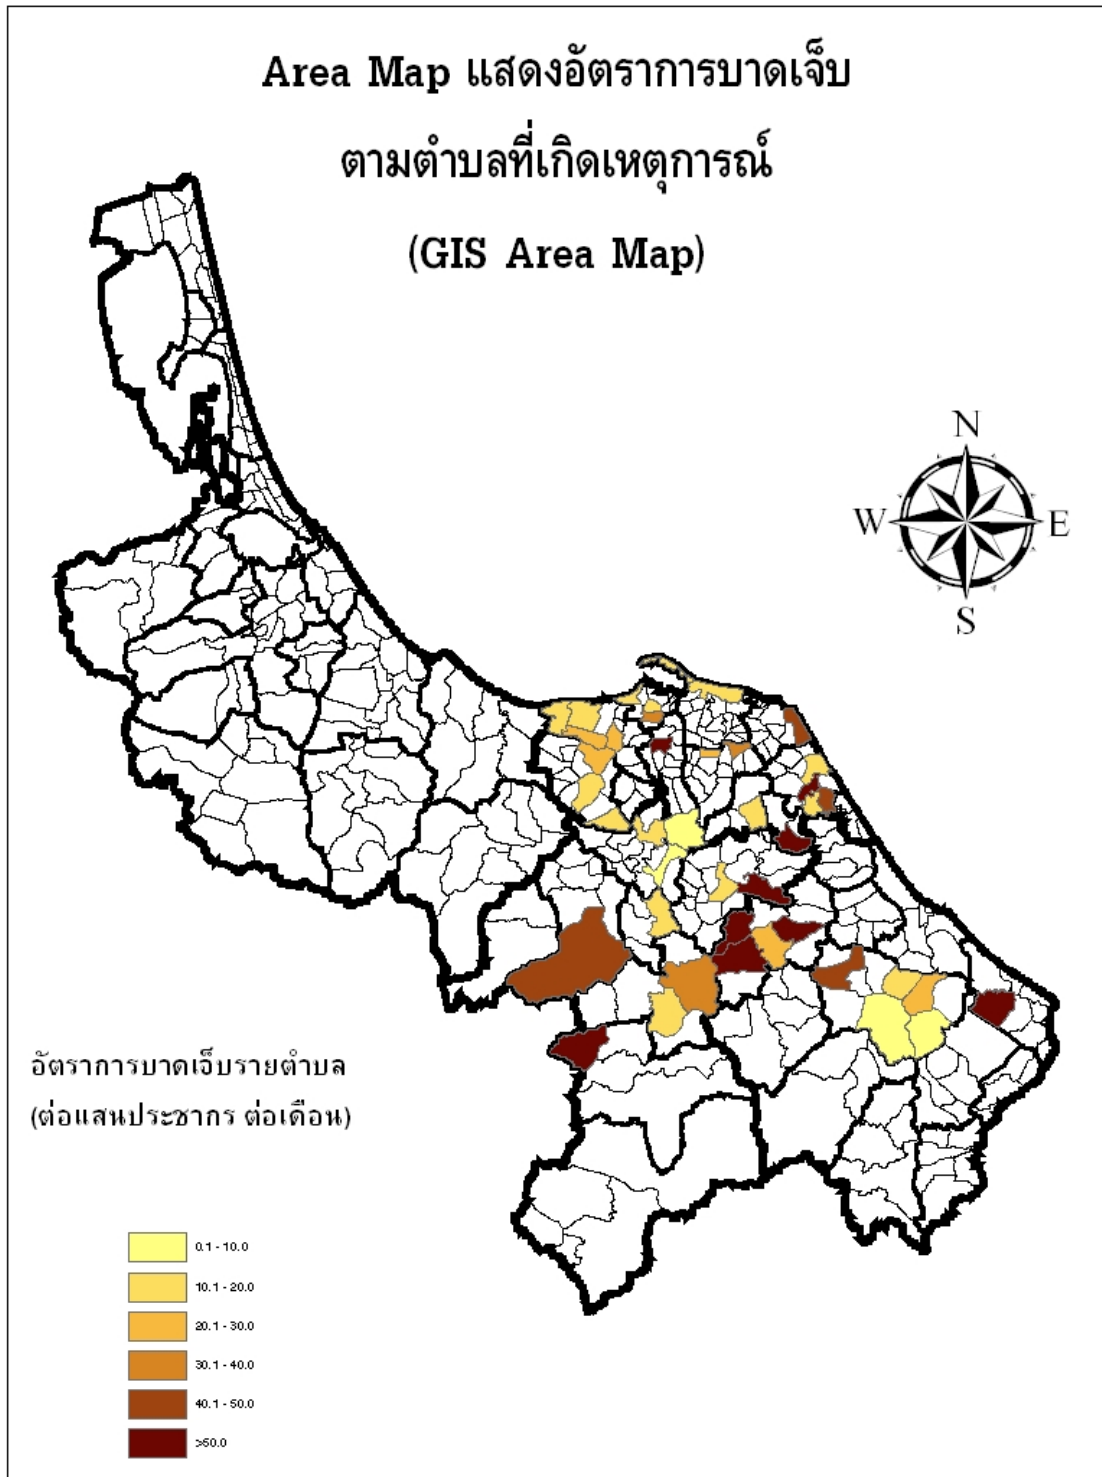 Area Map แสดงอัตราการบาดเจ็บ
ตามตำบลที่เกิดเหตุการณ์
(GIS Area Map)
N
W
E
S
อัตราการบาดเจ็บรายตำบล
(ต่อแสนประชากร ต่อเดือน)
0.1 - 10.0
10.1 - 20.0
20.1 - 30.0
30.1 - 40.0
40.1 - 50.0
>50.0